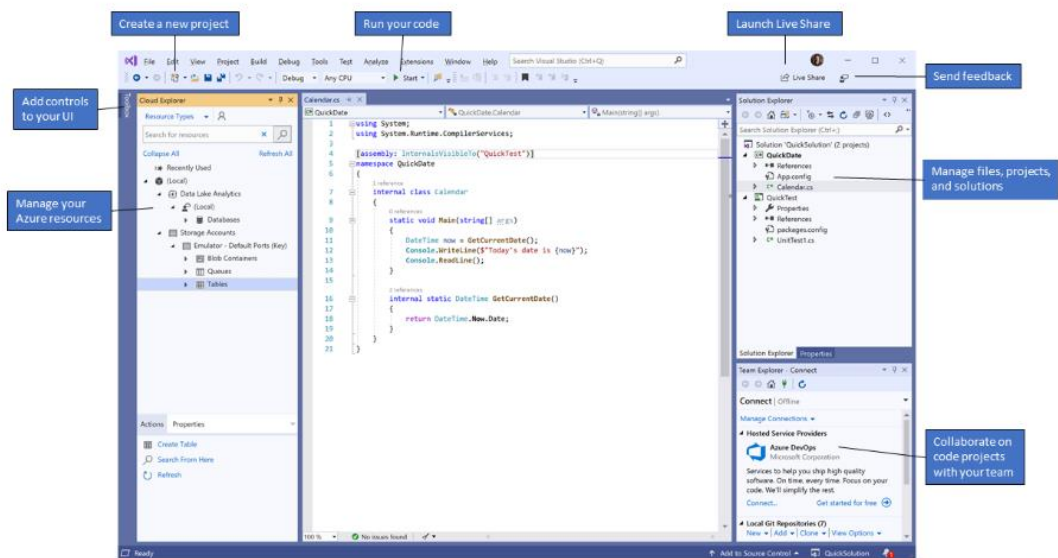 Create a new project
Run your code
Launch Live Share
File Edit View Project Build Debug Tools Test Analyze Extensions Window Help Search Visual Studio (Ctrl+Q)
Debug Any CPU Start Live Share
Send feedback
Add controls
to your UI
Toolbox
Cloud Explorer
Resource Types
Search for resources
Collapse All Refresh All
Recently Used
(Local)
Data Lake Analytics
(Local)
Databases
Storage Accounts
Emulator - Default Ports (Key)
Blob Containers
Queues
Tables
Manage your
Azure resources
Actions Properties
Create Table
Search From Here
Refresh
Calendar.cs
QuickDate QuickDate.Calendar Main(string[] args)
1 using System;
2 using System.Runtime.CompilerServices;
3
4 [assembly: InternalsVisibleTo("QuickTest")]
5 namespace QuickDate
6 {
1 reference
7 internal class Calendar
8 {
0 references
9 static void Main(string[] args)
10 {
11 DateTime now = GetCurrentDate();
12 Console.WriteLine($"Today's date is {now}");
13 Console.ReadLine();
14 }
15
2 references
16 internal static DateTime GetCurrentDate()
17 {
18 return DateTime.Now.Date;
19 }
20 }
21 }
100 % No issues found
Solution Explorer
Search Solution Explorer (Ctrl+;)
Solution 'QuickSolution' (2 projects)
QuickDate
References
App.config
Calendar.cs
QuickTest
Properties
References
packages.config
UnitTest1.cs
Manage files, projects,
and solutions
Solution Explorer Properties
Team Explorer - Connect
Connect | Offline
Manage Connections
Hosted Service Providers
Azure DevOps
Microsoft Corporation
Services to help you ship high quality
software. On time, every time. Focus on your
code. We'll simplify the rest.
Connect... Get started for free
Local Git Repositories (7)
New | Add | Clone | View Options
Collaborate on
code projects
with your team
Ready Add to Source Control QuickSolution